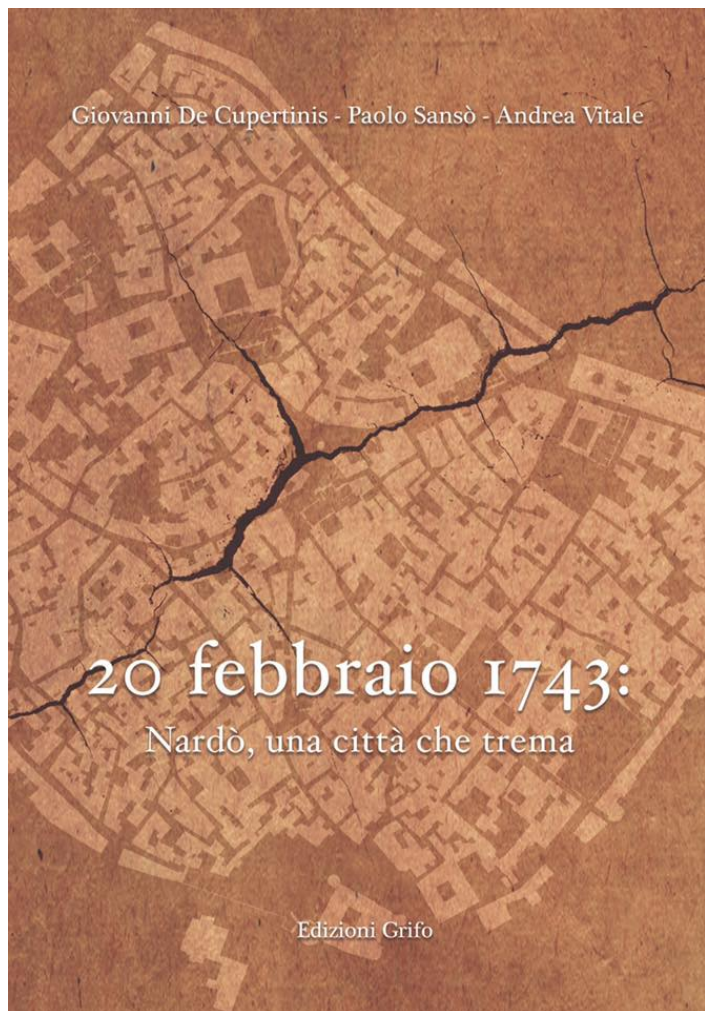 Giovanni De Cupertinis - Paolo Sansò - Andrea Vitale
20 febbraio 1743:
Nardò, una città che trema
Edizioni Grifo